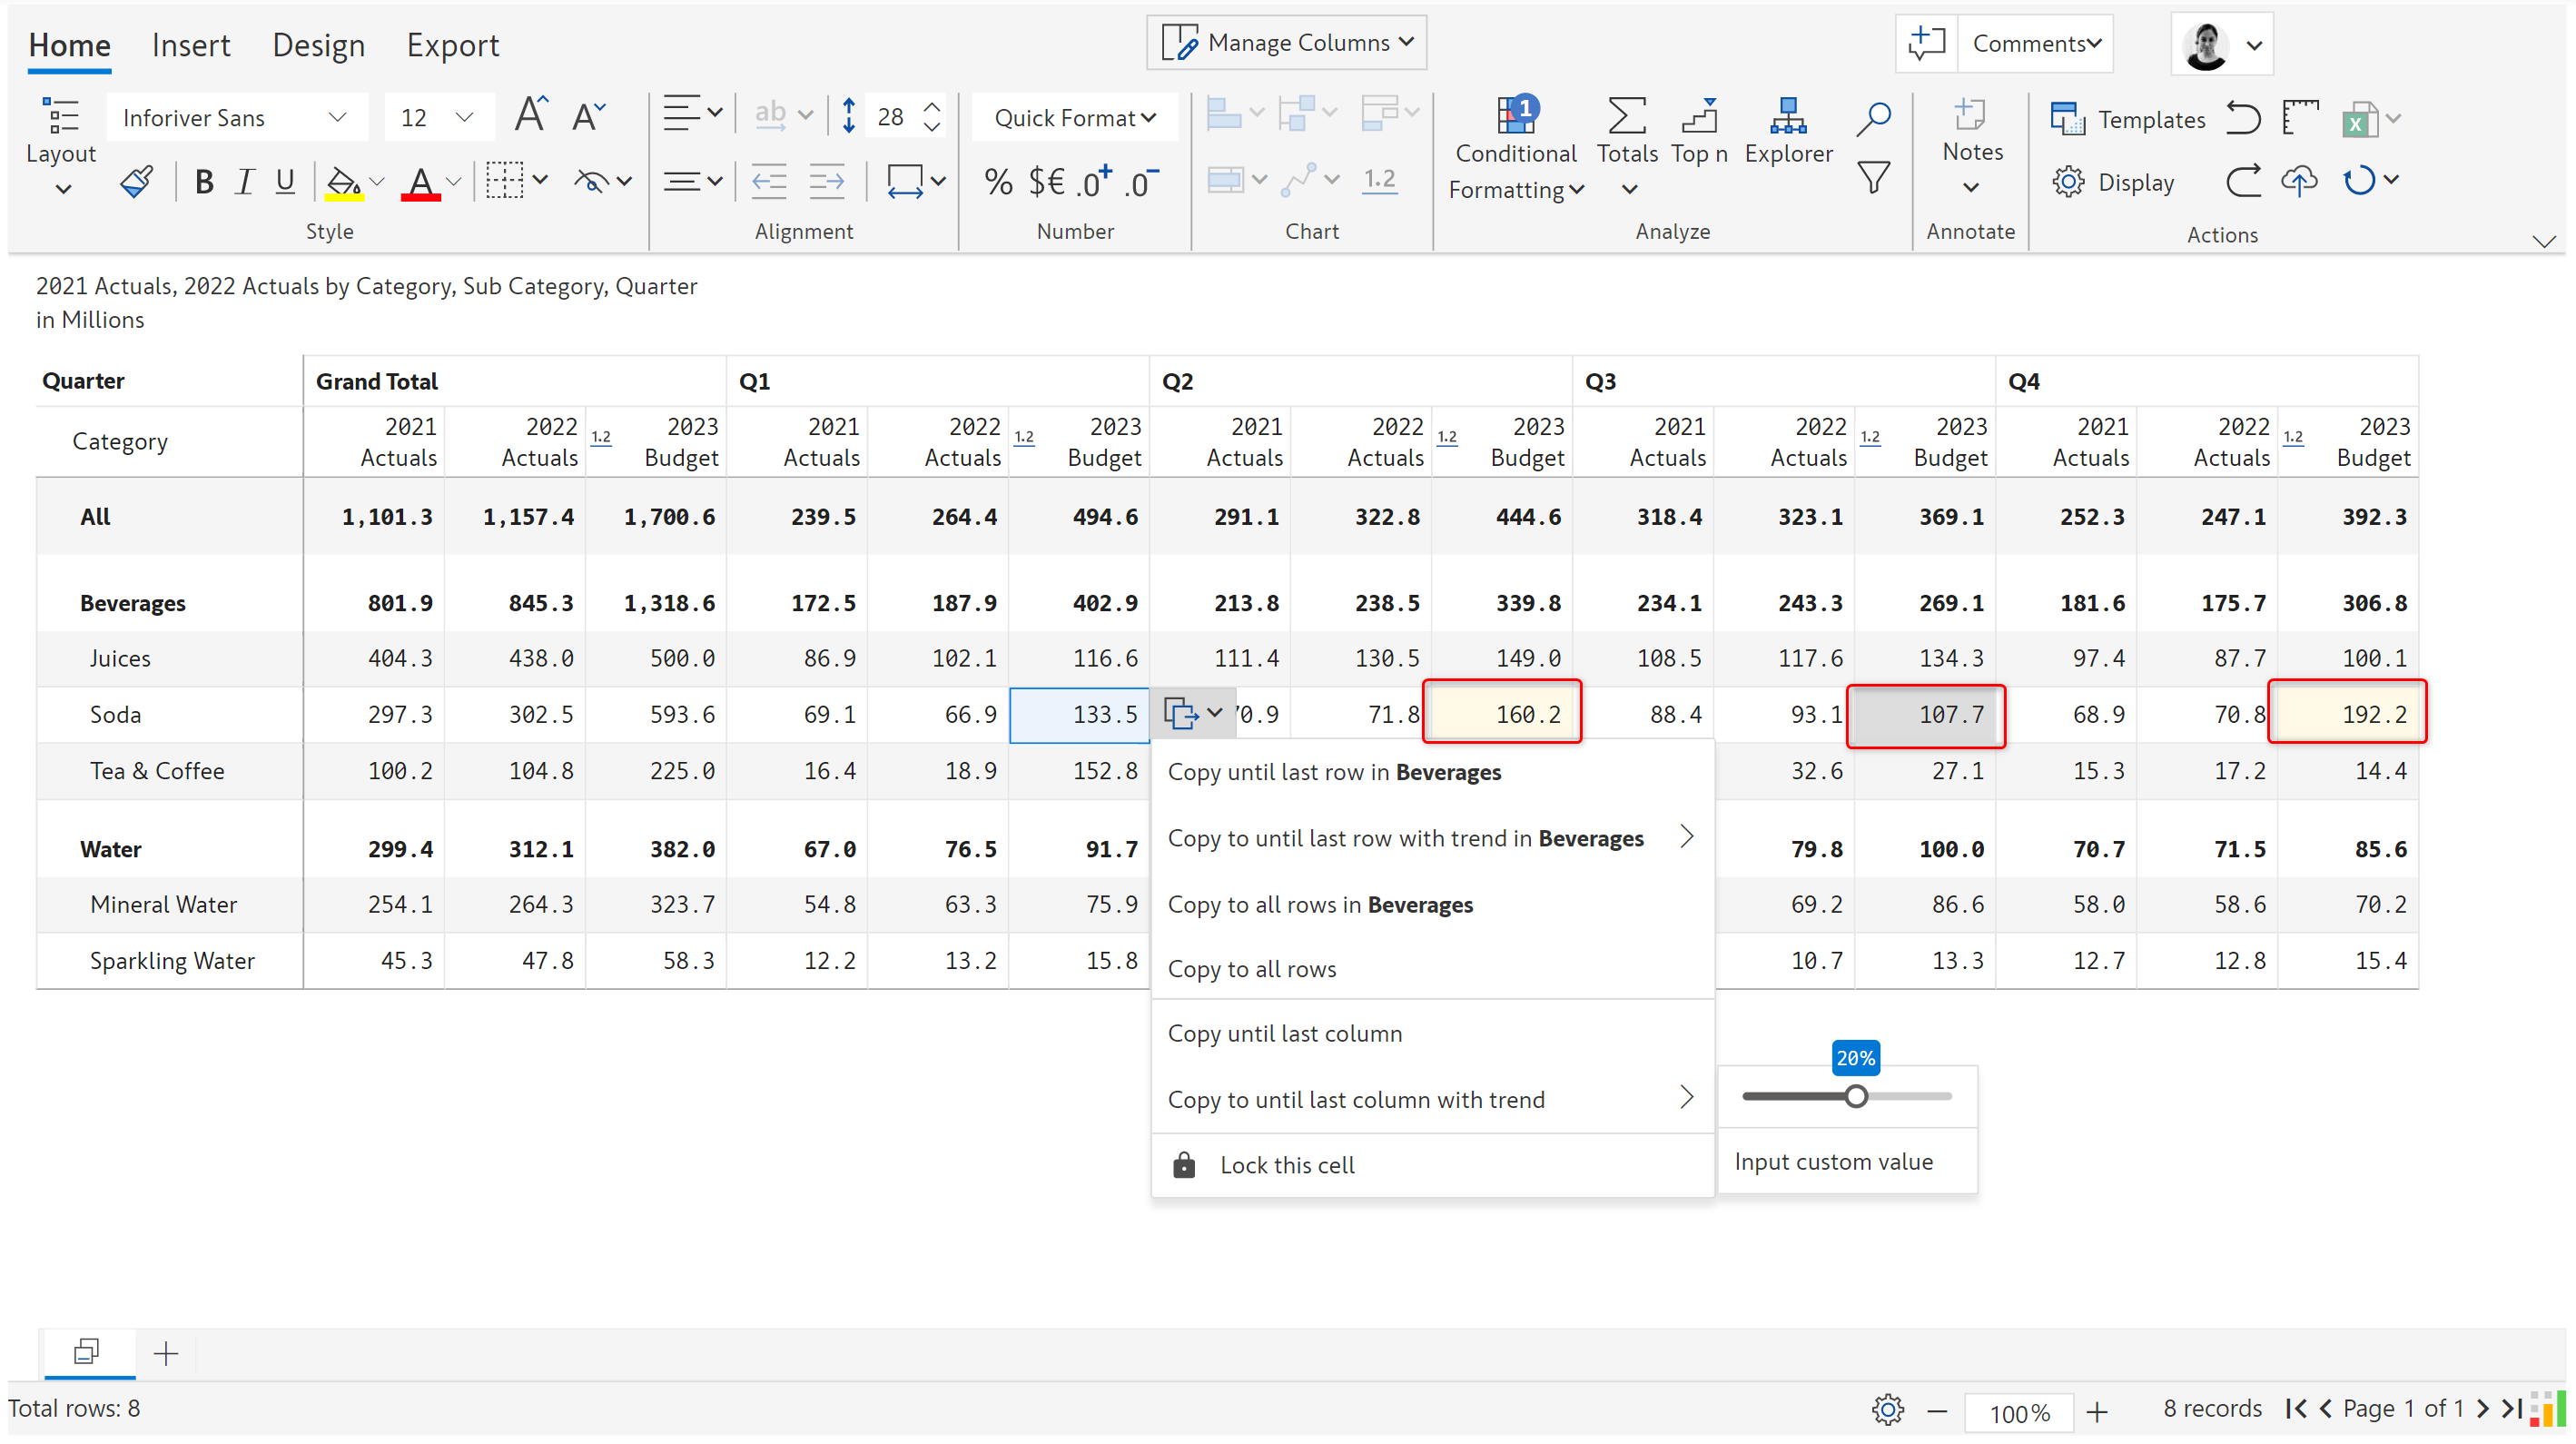 Home Insert Design Export Manage Columns Comments
Inforiver Sans 12 A A ab 28 Quick Format 1 Templates
Layout Conditional Formatting Totals Top n Explorer Notes
B I U A % $€ .0+ .0- 1.2 Display
Style Alignment Number Chart Analyze Annotate Actions
2021 Actuals, 2022 Actuals by Category, Sub Category, Quarter
in Millions
Quarter Grand Total Q1 Q2 Q3 Q4
Category 2021 Actuals 2022 Actuals 1.2 2023 Budget 2021 Actuals 2022 Actuals 1.2 2023 Budget 2021 Actuals 2022 Actuals 1.2 2023 Budget 2021 Actuals 2022 Actuals 1.2 2023 Budget 2021 Actuals 2022 Actuals 1.2 2023 Budget
All 1,101.3 1,157.4 1,700.6 239.5 264.4 494.6 291.1 322.8 444.6 318.4 323.1 369.1 252.3 247.1 392.3
Beverages 801.9 845.3 1,318.6 172.5 187.9 402.9 213.8 238.5 339.8 234.1 243.3 269.1 181.6 175.7 306.8
Juices 404.3 438.0 500.0 86.9 102.1 116.6 111.4 130.5 149.0 108.5 117.6 134.3 97.4 87.7 100.1
Soda 297.3 302.5 593.6 69.1 66.9 133.5 0.9 71.8 160.2 88.4 93.1 107.7 68.9 70.8 192.2
Tea & Coffee 100.2 104.8 225.0 16.4 18.9 152.8 32.6 27.1 15.3 17.2 14.4
Water 299.4 312.1 382.0 67.0 76.5 91.7 79.8 100.0 70.7 71.5 85.6
Mineral Water 254.1 264.3 323.7 54.8 63.3 75.9 69.2 86.6 58.0 58.6 70.2
Sparkling Water 45.3 47.8 58.3 12.2 13.2 15.8 10.7 13.3 12.7 12.8 15.4
Copy until last row in Beverages
Copy to until last row with trend in Beverages
Copy to all rows in Beverages
Copy to all rows
Copy until last column
20%
Copy to until last column with trend
Lock this cell
Input custom value
Total rows: 8 100% 8 records Page 1 of 1